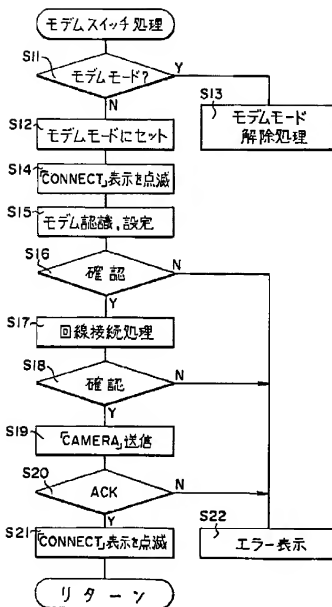 モデムスイッチ処理
S11
モデムモード?
Y
N
S12
モデムモードにセット
S13
モデムモード
解除処理
S14
「CONNECT」表示を点滅
S15
モデム認識,設定
S16
確認
N
Y
S17
回線接続処理
S18
確認
N
Y
S19
「CAMERA」送信
S20
ACK
N
Y
S21
「CONNECT」表示を点滅
S22
エラー表示
リターン